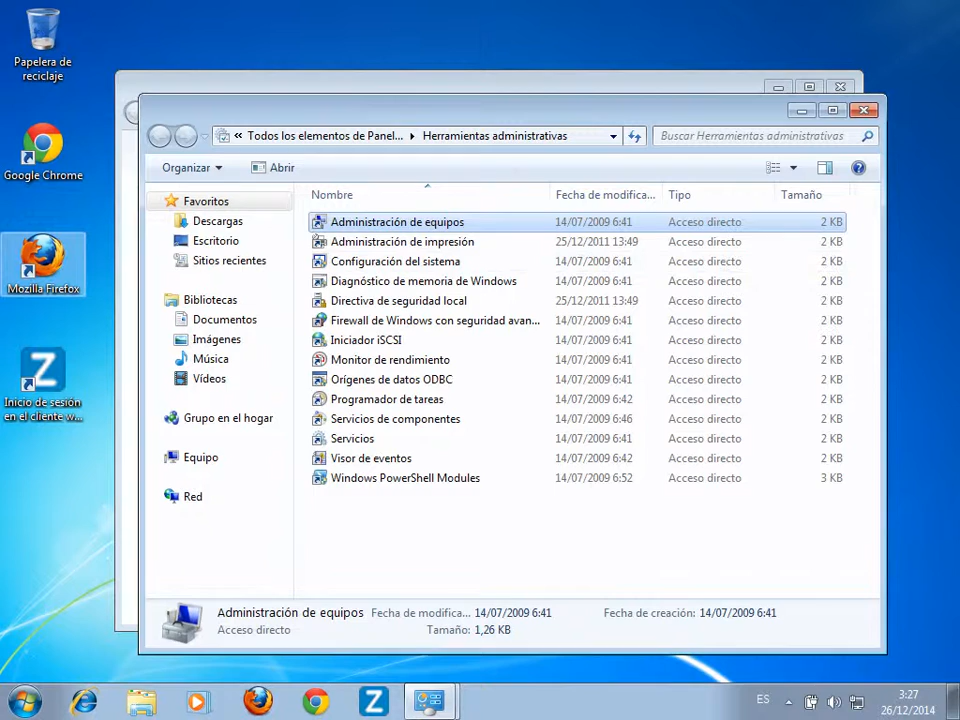 Papelera de
reciclaje
Google Chrome
Mozilla Firefox
Inicio de sesión
en el cliente w...
« Todos los elementos de Panel... Herramientas administrativas
Buscar Herramientas administrativas
Organizar
Abrir
Nombre Fecha de modifica... Tipo Tamaño
Favoritos
Descargas
Escritorio
Sitios recientes
Bibliotecas
Documentos
Imágenes
Música
Vídeos
Grupo en el hogar
Equipo
Red
Administración de equipos 14/07/2009 6:41 Acceso directo 2 KB
Administración de impresión 25/12/2011 13:49 Acceso directo 2 KB
Configuración del sistema 14/07/2009 6:41 Acceso directo 2 KB
Diagnóstico de memoria de Windows 14/07/2009 6:41 Acceso directo 2 KB
Directiva de seguridad local 25/12/2011 13:49 Acceso directo 2 KB
Firewall de Windows con seguridad avan... 14/07/2009 6:41 Acceso directo 2 KB
Iniciador iSCSI 14/07/2009 6:41 Acceso directo 2 KB
Monitor de rendimiento 14/07/2009 6:41 Acceso directo 2 KB
Orígenes de datos ODBC 14/07/2009 6:41 Acceso directo 2 KB
Programador de tareas 14/07/2009 6:42 Acceso directo 2 KB
Servicios de componentes 14/07/2009 6:46 Acceso directo 2 KB
Servicios 14/07/2009 6:41 Acceso directo 2 KB
Visor de eventos 14/07/2009 6:42 Acceso directo 2 KB
Windows PowerShell Modules 14/07/2009 6:52 Acceso directo 3 KB
Administración de equipos Fecha de modifica... 14/07/2009 6:41 Fecha de creación: 14/07/2009 6:41
Acceso directo Tamaño: 1,26 KB
ES
3:27
26/12/2014